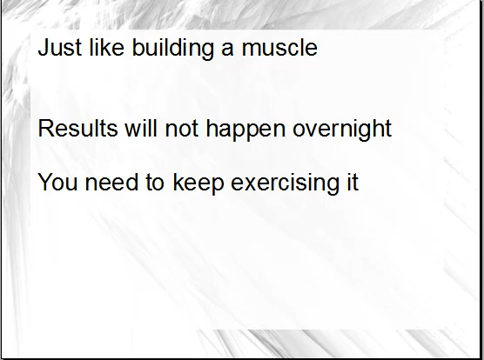 Just like building a muscle
Results will not happen overnight
You need to keep exercising it